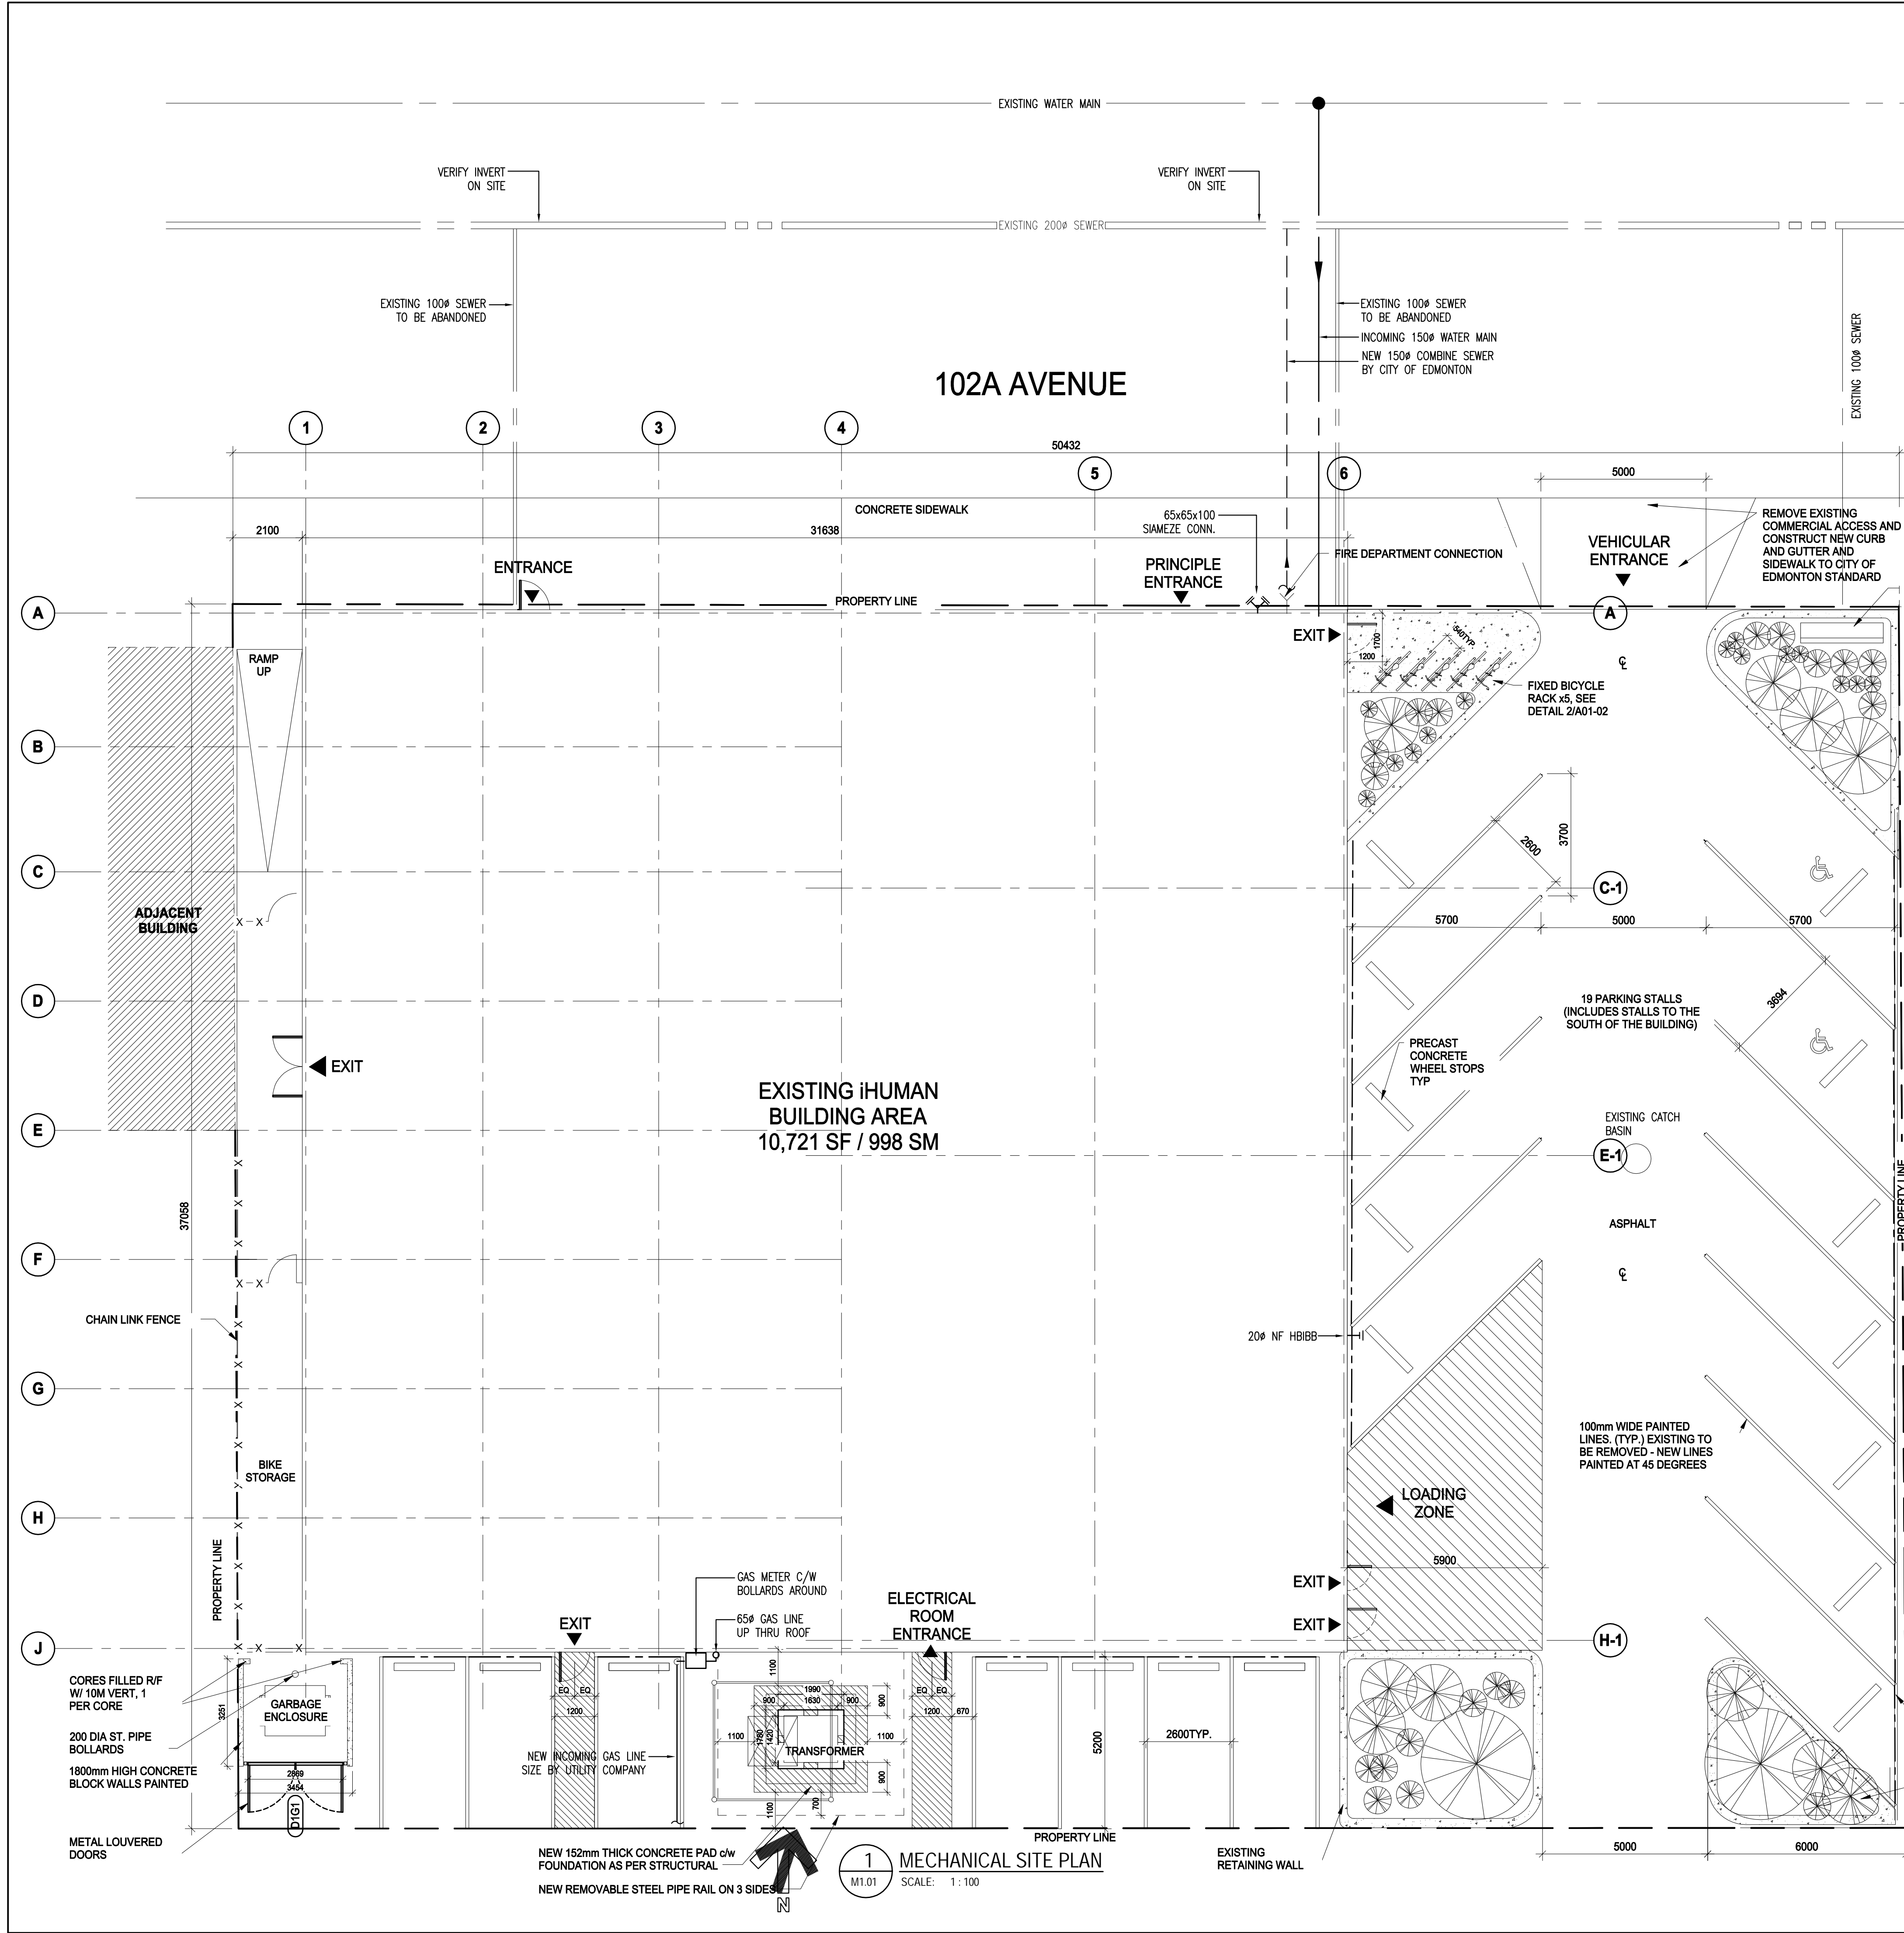 EXISTING WATER MAIN
VERIFY INVERT
ON SITE
VERIFY INVERT
ON SITE
EXISTING 200ø SEWER
EXISTING 100ø SEWER
TO BE ABANDONED
EXISTING 100ø SEWER
TO BE ABANDONED
INCOMING 150ø WATER MAIN
NEW 150ø COMBINE SEWER
BY CITY OF EDMONTON
EXISTING 100ø SEWER
102A AVENUE
1
2
3
4
5
6
50432
5000
CONCRETE SIDEWALK
65x65x100
SIAMEZE CONN.
2100
31638
REMOVE EXISTING
COMMERCIAL ACCESS AND
CONSTRUCT NEW CURB
AND GUTTER AND
SIDEWALK TO CITY OF
EDMONTON STANDARD
VEHICULAR
ENTRANCE
FIRE DEPARTMENT CONNECTION
ENTRANCE
PRINCIPLE
ENTRANCE
PROPERTY LINE
A
A
EXIT
1700
540TYP
1200
RAMP
UP
FIXED BICYCLE
RACK x5, SEE
DETAIL 2/A01-02
B
3700
2600
C
C-1
ADJACENT
BUILDING
X X
5700
5000
5700
D
19 PARKING STALLS
(INCLUDES STALLS TO THE
SOUTH OF THE BUILDING)
3694
EXIT
PRECAST
CONCRETE
WHEEL STOPS
TYP
EXISTING iHUMAN
BUILDING AREA
10,721 SF / 998 SM
EXISTING CATCH
BASIN
E
E-1
PROPERTY LINE
37058
ASPHALT
F
X X
CHAIN LINK FENCE
20ø NF HBIBB
G
100mm WIDE PAINTED
LINES. (TYP.) EXISTING TO
BE REMOVED - NEW LINES
PAINTED AT 45 DEGREES
BIKE
STORAGE
LOADING
ZONE
H
PROPERTY LINE
5900
GAS METER C/W
BOLLARDS AROUND
EXIT
ELECTRICAL
ROOM
ENTRANCE
65ø GAS LINE
UP THRU ROOF
EXIT
EXIT
J
X X
H-1
CORES FILLED R/F
W/ 10M VERT, 1
PER CORE
3251
GARBAGE
ENCLOSURE
EQ EQ
1200
1100
1990
900
1630
900
900
EQ EQ
1200
670
200 DIA ST. PIPE
BOLLARDS
1100
1760
1420
1100
TRANSFORMER
5200
2600TYP.
NEW INCOMING GAS LINE
SIZE BY UTILITY COMPANY
1800mm HIGH CONCRETE
BLOCK WALLS PAINTED
2669
3454
900
700
1100
D1G1
METAL LOUVERED
DOORS
PROPERTY LINE
NEW 152mm THICK CONCRETE PAD c/w
FOUNDATION AS PER STRUCTURAL
NEW REMOVABLE STEEL PIPE RAIL ON 3 SIDES
N
1
M1.01
MECHANICAL SITE PLAN
SCALE: 1 : 100
EXISTING
RETAINING WALL
5000
6000